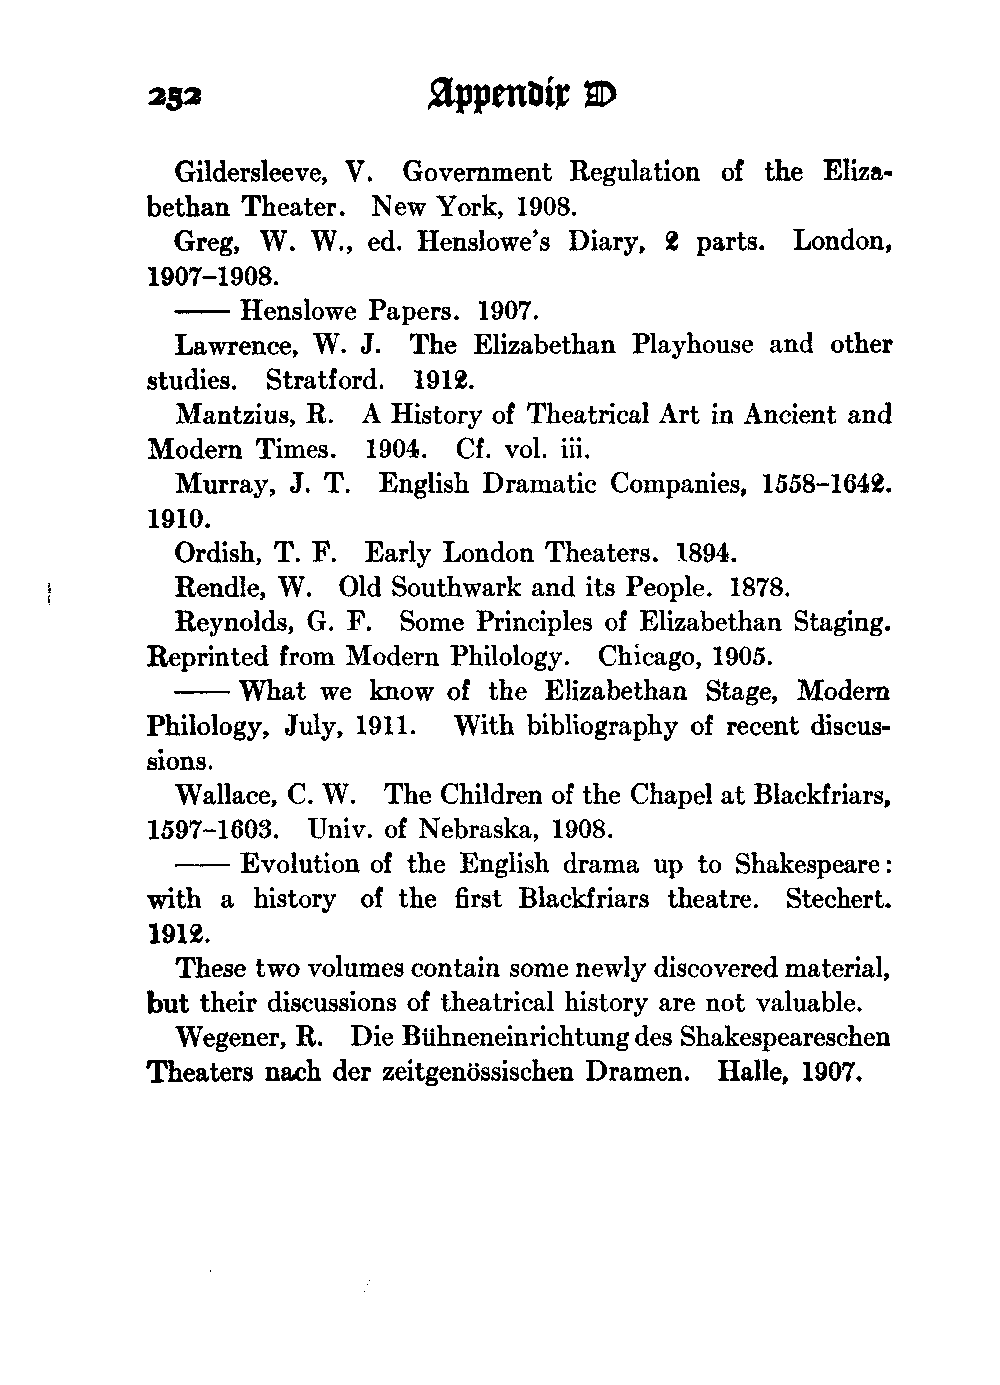 252 Appendix D
Gildersleeve, V. Government Regulation of the Eliza-
bethan Theater. New York, 1908.
Greg, W. W., ed. Henslowe's Diary, 2 parts. London,
1907–1908.
—— Henslowe Papers. 1907.
Lawrence, W. J. The Elizabethan Playhouse and other
studies. Stratford. 1912.
Mantzius, R. A History of Theatrical Art in Ancient and
Modern Times. 1904. Cf. vol. iii.
Murray, J. T. English Dramatic Companies, 1558–1642.
1910.
Ordish, T. F. Early London Theaters. 1894.
Rendle, W. Old Southwark and its People. 1878.
Reynolds, G. F. Some Principles of Elizabethan Staging.
Reprinted from Modern Philology. Chicago, 1905.
—— What we know of the Elizabethan Stage, Modern
Philology, July, 1911. With bibliography of recent discus-
sions.
Wallace, C. W. The Children of the Chapel at Blackfriars,
1597–1603. Univ. of Nebraska, 1908.
—— Evolution of the English drama up to Shakespeare:
with a history of the first Blackfriars theatre. Stechert.
1912.
These two volumes contain some newly discovered material,
but their discussions of theatrical history are not valuable.
Wegener, R. Die Bühneneinrichtung des Shakespeareschen
Theaters nach der zeitgenössischen Dramen. Halle, 1907.